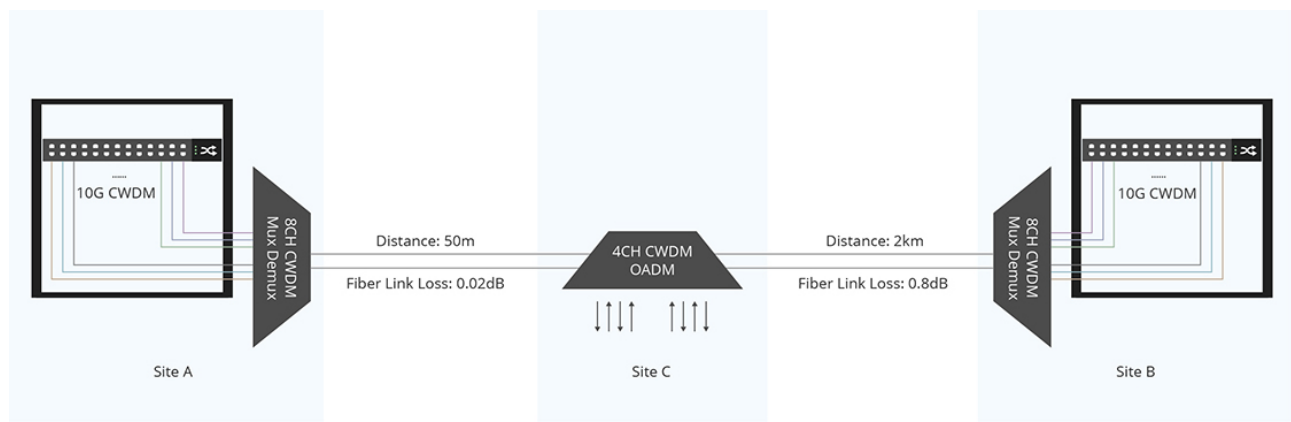 10G CWDM
8CH CWDM
Mux Demux
Distance: 50m
Fiber Link Loss: 0.02dB
4CH CWDM
OADM
Distance: 2km
Fiber Link Loss: 0.8dB
8CH CWDM
Mux Demux
10G CWDM
Site A
Site C
Site B